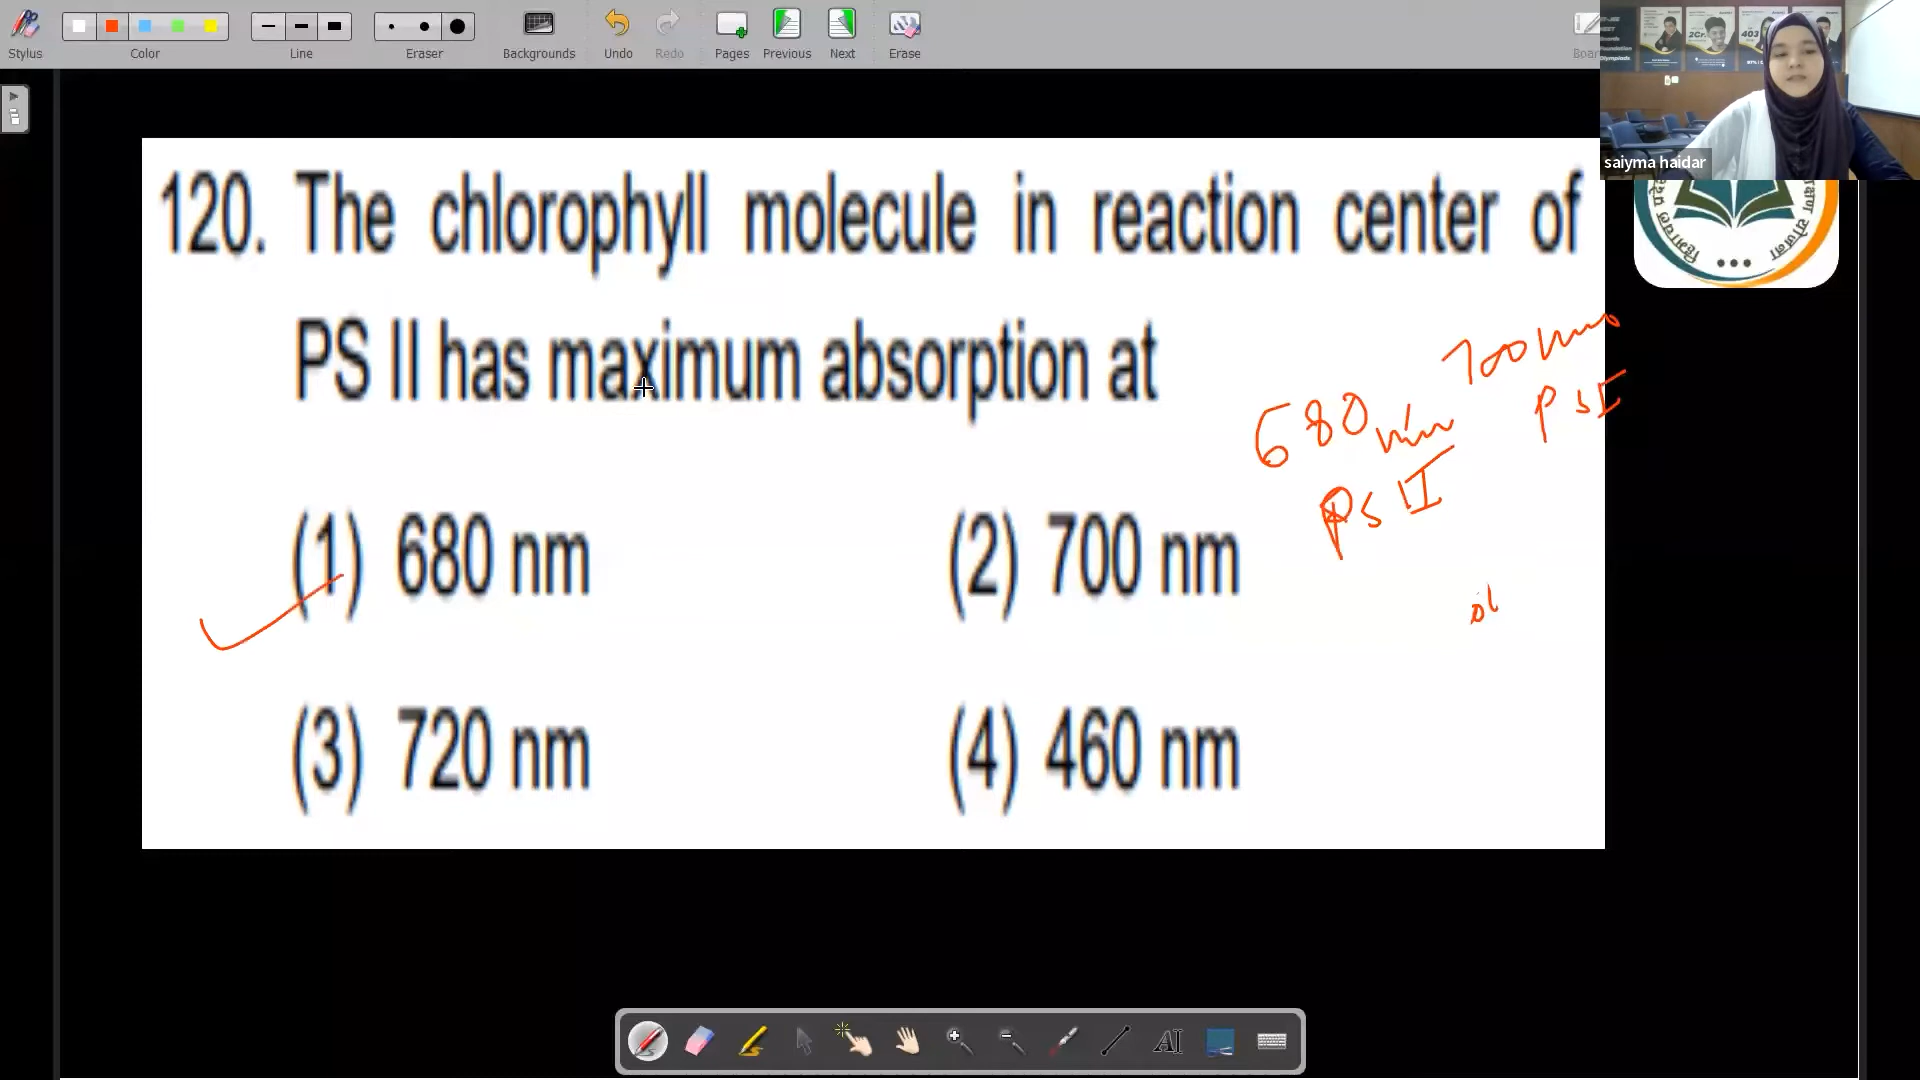 Stylus
Color
Line
Eraser
Backgrounds
Undo
Redo
Pages
Previous
Next
Erase
saiyma haidar
120. The chlorophyll molecule in reaction center of
PS II has maximum absorption at
700 nm
PS I
680 nm
PS II
(1) 680 nm
(2) 700 nm
(3) 720 nm
(4) 460 nm